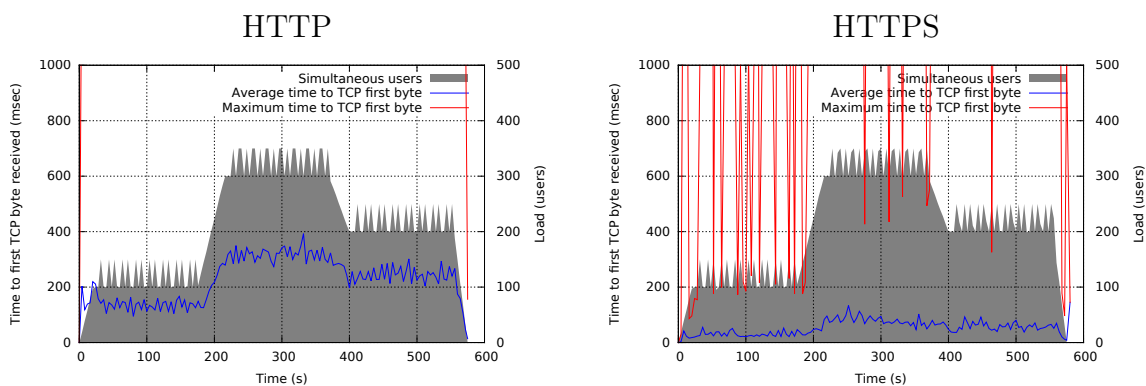 HTTP
Time to first TCP byte received (msec)
1000
800
600
400
200
0
Simultaneous users
Average time to TCP first byte
Maximum time to TCP first byte
500
400
300
200
100
0
Load (users)
0 100 200 300 400 500 600
Time (s)
HTTPS
Time to first TCP byte received (msec)
1000
800
600
400
200
0
Simultaneous users
Average time to TCP first byte
Maximum time to TCP first byte
500
400
300
200
100
0
Load (users)
0 100 200 300 400 500 600
Time (s)